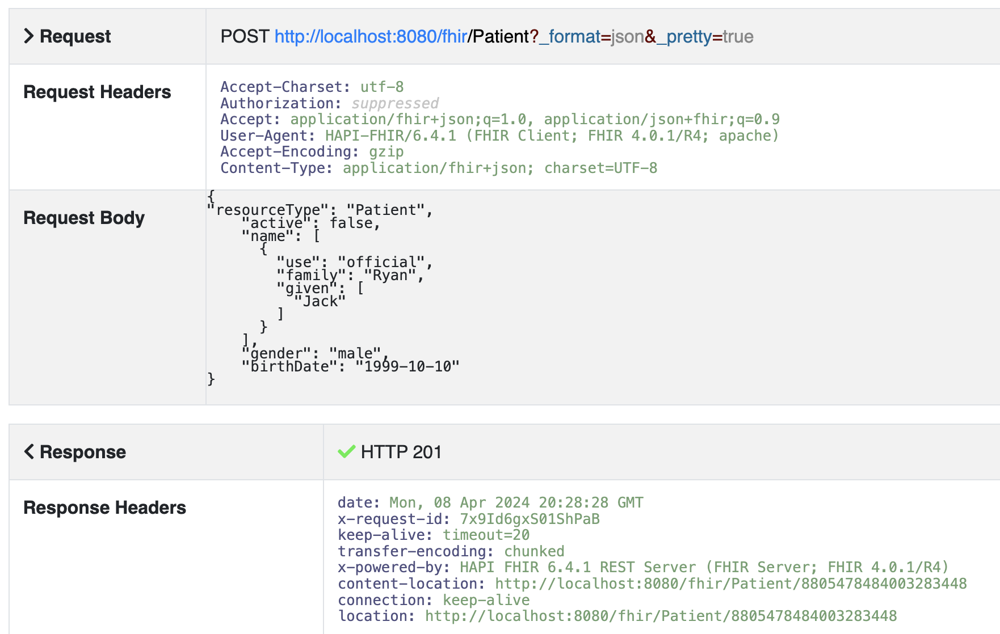 Request
POST http://localhost:8080/fhir/Patient?_format=json&_pretty=true
Request Headers
Accept-Charset: utf-8
Authorization: suppressed
Accept: application/fhir+json;q=1.0, application/json+fhir;q=0.9
User-Agent: HAPI-FHIR/6.4.1 (FHIR Client; FHIR 4.0.1/R4; apache)
Accept-Encoding: gzip
Content-Type: application/fhir+json; charset=UTF-8
Request Body
{
"resourceType": "Patient",
"active": false,
"name": [
{
"use": "official",
"family": "Ryan",
"given": [
"Jack"
]
}
],
"gender": "male",
"birthDate": "1999-10-10"
}
Response
HTTP 201
Response Headers
date: Mon, 08 Apr 2024 20:28:28 GMT
x-request-id: 7x9Id6gxS01ShPaB
keep-alive: timeout=20
transfer-encoding: chunked
x-powered-by: HAPI FHIR 6.4.1 REST Server (FHIR Server; FHIR 4.0.1/R4)
content-location: http://localhost:8080/fhir/Patient/8805478484003283448
connection: keep-alive
location: http://localhost:8080/fhir/Patient/8805478484003283448